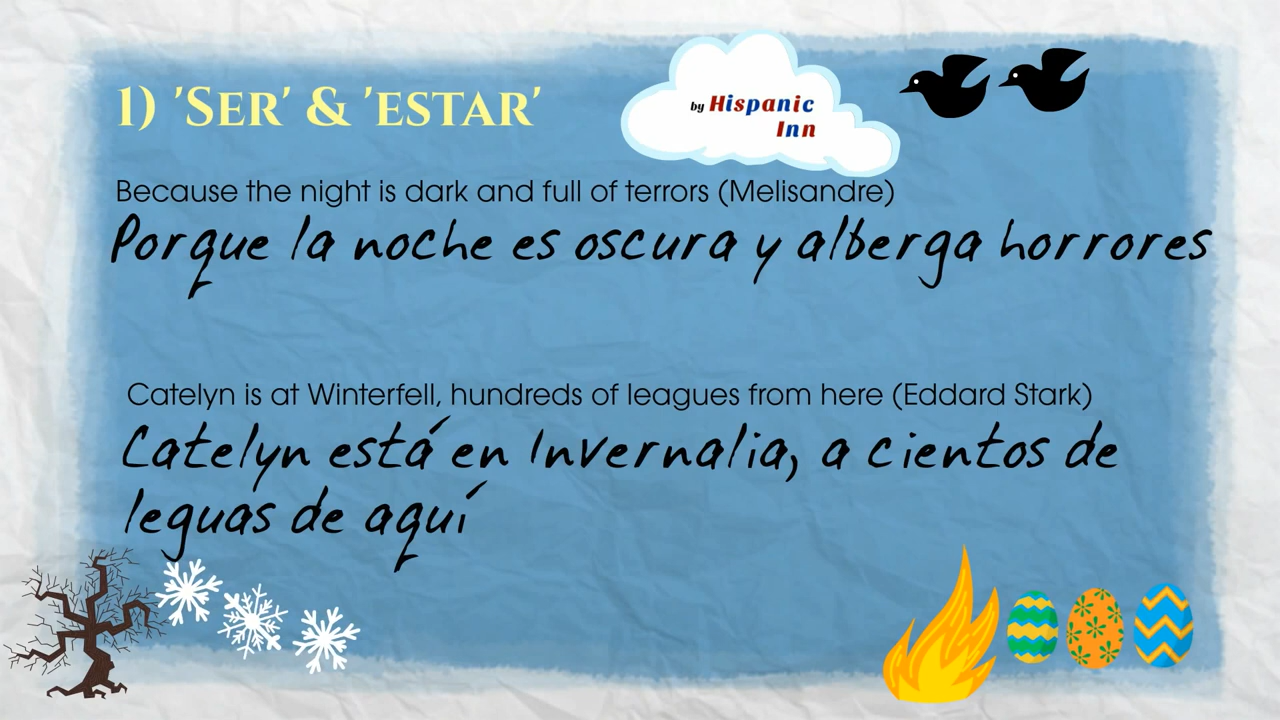 1) 'SER' & 'ESTAR'
by Hispanic
Inn
Because the night is dark and full of terrors (Melisandre)
Porque la noche es oscura y alberga horrores
Catelyn is at Winterfell, hundreds of leagues from here (Eddard Stark)
Catelyn está en Invernalia, a cientos de
leguas de aquí